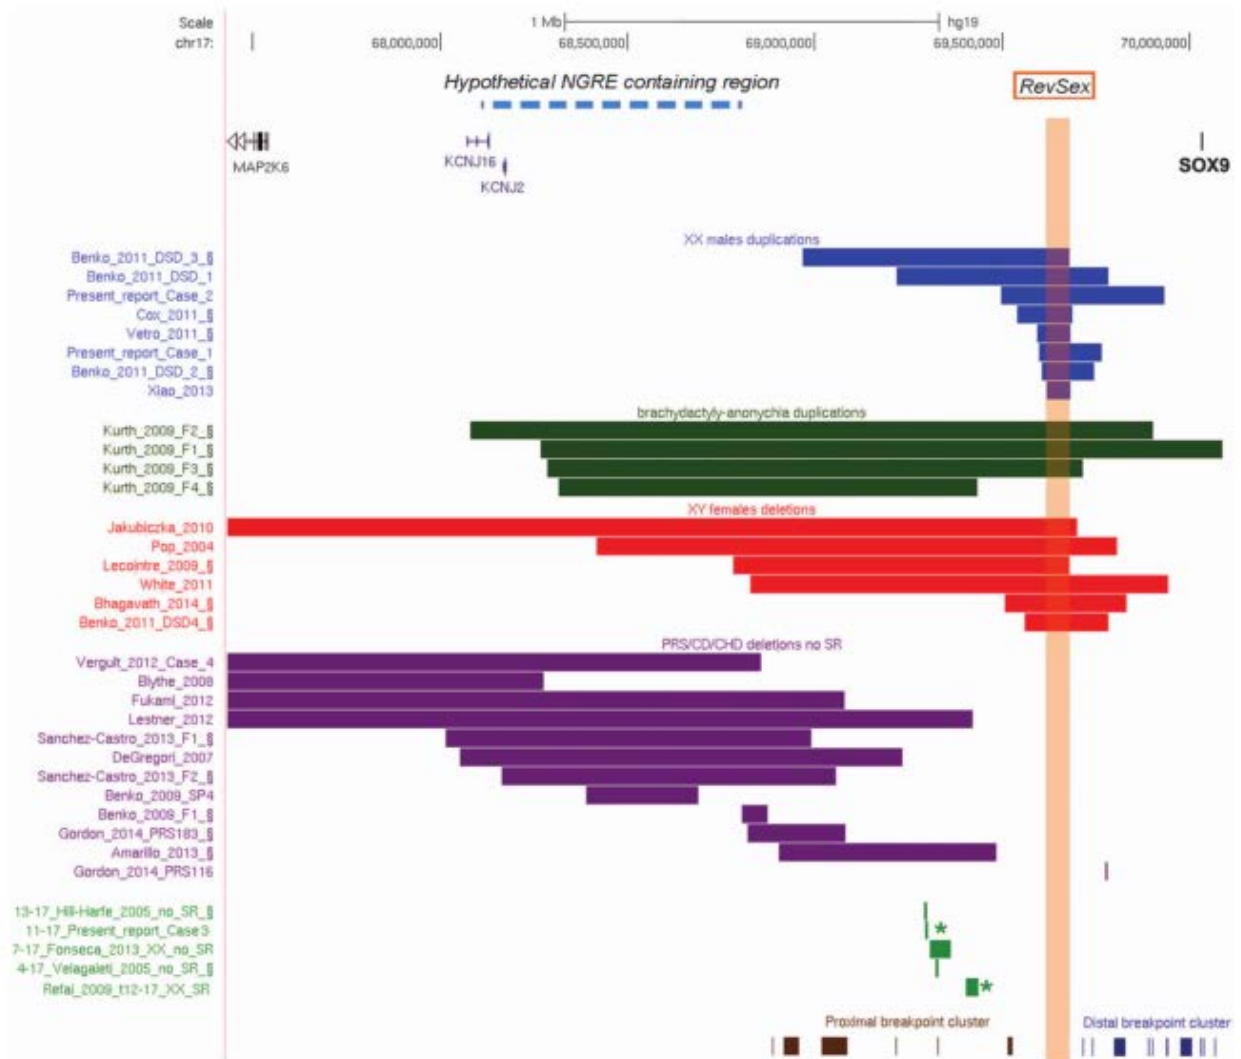 Scale 1 Mb hg19
chr17: 68,000,000 68,500,000 69,000,000 69,500,000 70,000,000
Hypothetical NGRE containing region
RevSex
MAP2K6
KCNJ16
KCNJ2
SOX9
XX males duplications
Benko_2011_DSD_3_§
Benko_2011_DSD_1
Present_report_Case_2
Cox_2011_§
Vetro_2011_§
Present_report_Case_1
Benko_2011_DSD_2_§
Xiao_2013
brachydactyly-anonychia duplications
Kurth_2009_F2_§
Kurth_2009_F1_§
Kurth_2009_F3_§
Kurth_2009_F4_§
XY females deletions
Jakubiczka_2010
Pop_2004
Lecointre_2009_§
White_2011
Bhagavath_2014_§
Benko_2011_DSD4_§
PRS/CD/CHD deletions no SR
Vergult_2012_Case_4
Blythe_2008
Fukami_2012
Lestner_2012
Sanchez-Castro_2013_F1_§
DeGregori_2007
Sanchez-Castro_2013_F2_§
Benko_2009_SP4
Benko_2009_F1_§
Gordon_2014_PRS183_§
Amarillo_2013_§
Gordon_2014_PRS116
13-17_Hill-Harfe_2005_no_SR_§
11-17_Present_report_Case3 *
7-17_Fonseca_2013_XX_no_SR
4-17_Velagaleti_2005_no_SR_§
Refai_2009_t12-17_XX_SR *
Proximal breakpoint cluster
Distal breakpoint cluster